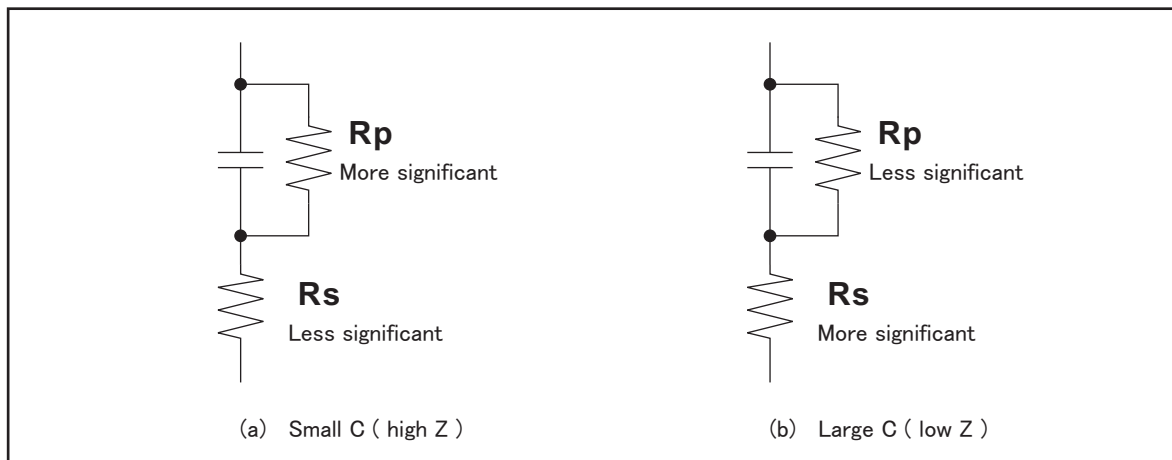 Rp
More significant
Rs
Less significant
(a) Small C ( high Z )
Rp
Less significant
Rs
More significant
(b) Large C ( low Z )